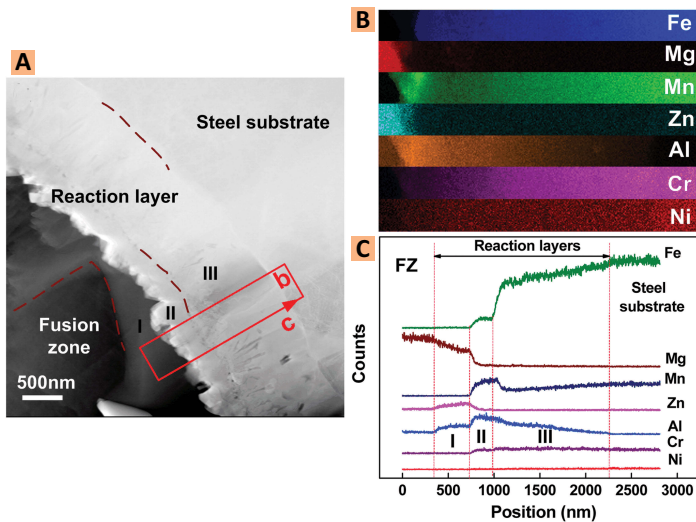 A
Steel substrate
Reaction layer
III
b
II
I
c
Fusion
zone
500nm
B
Fe
Mg
Mn
Zn
Al
Cr
Ni
C
FZ
Reaction layers
Fe
Steel
substrate
Mg
Mn
Zn
Al
Cr
Ni
I
II
III
Counts
0 500 1000 1500 2000 2500 3000
Position (nm)